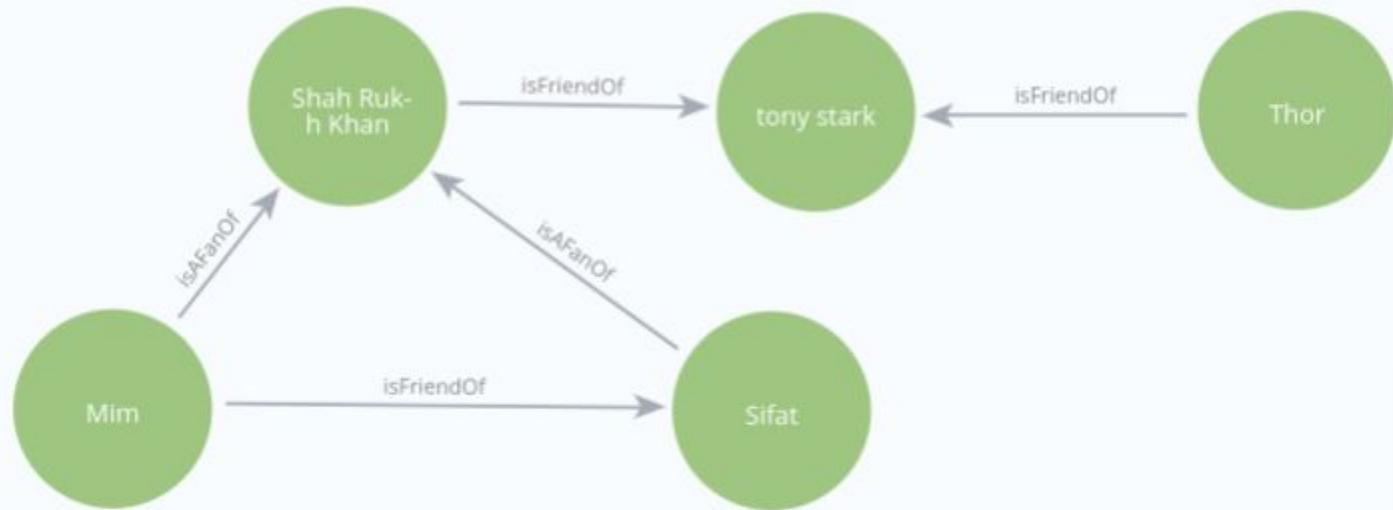 Shah Ruk-
h Khan
isFriendOf
tony stark
isFriendOf
Thor
isAFanOf
isAFanOf
Mim
isFriendOf
Sifat